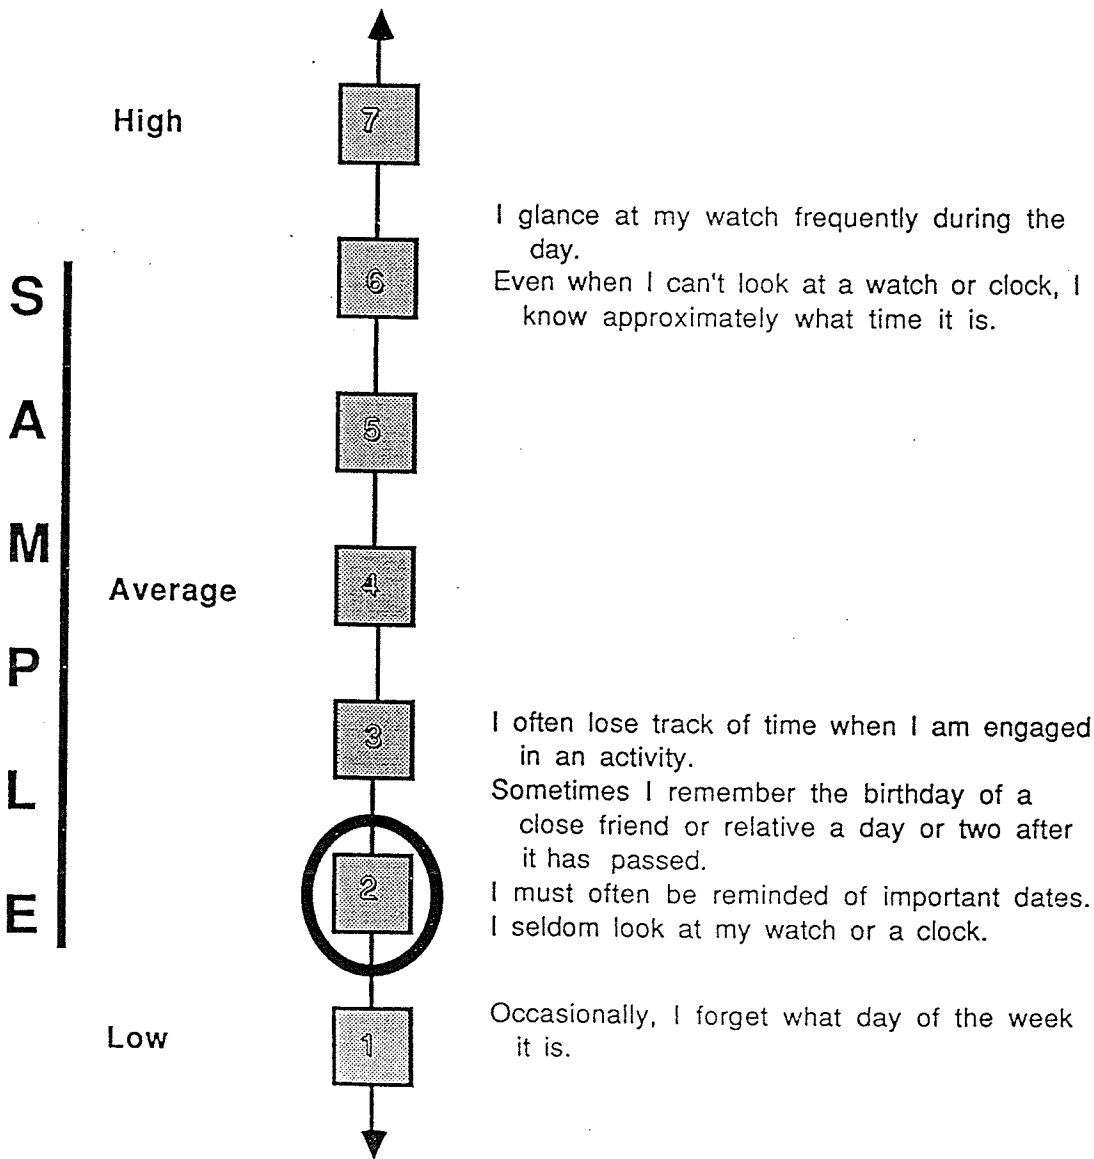 High
7
I glance at my watch frequently during the
day.
6
Even when I can't look at a watch or clock, I
know approximately what time it is.
5
Average
4
3
I often lose track of time when I am engaged
in an activity.
Sometimes I remember the birthday of a
close friend or relative a day or two after
it has passed.
2
I must often be reminded of important dates.
I seldom look at my watch or a clock.
Low
1
Occasionally, I forget what day of the week
it is.
SAMPLE